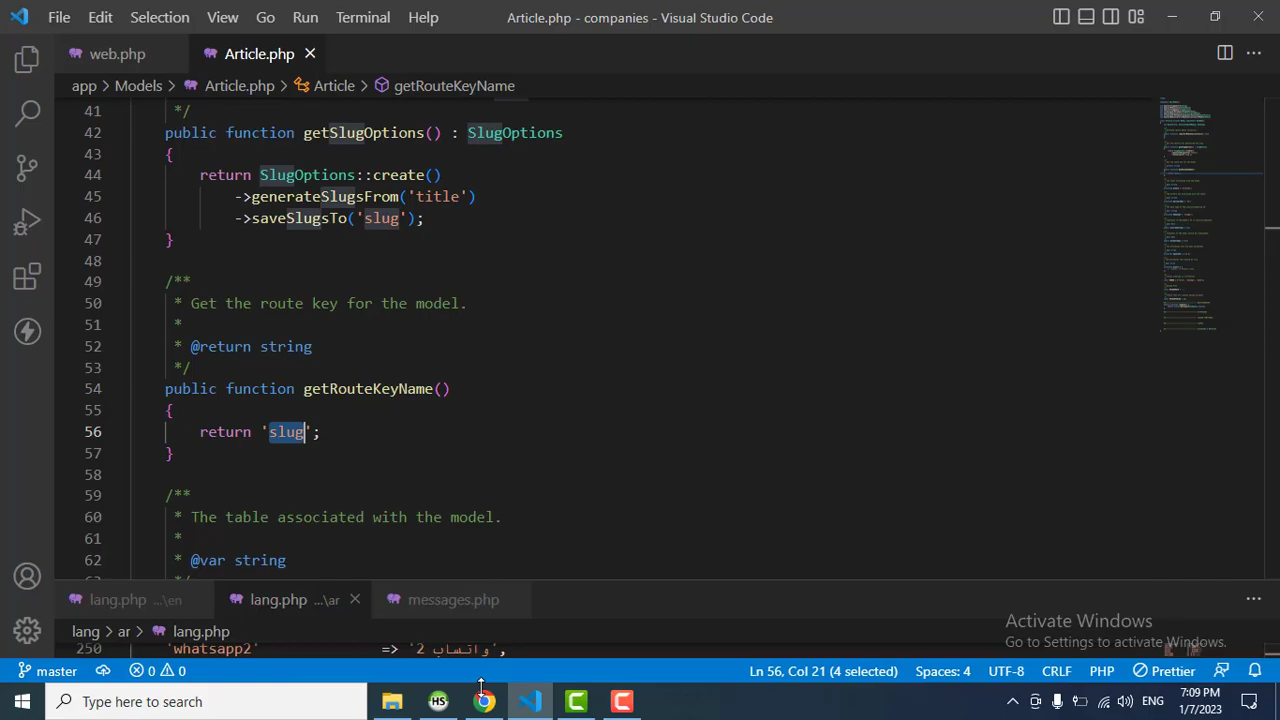 File Edit Selection View Go Run Terminal Help
Article.php - companies - Visual Studio Code
web.php
Article.php
app > Models > Article.php > Article > getRouteKeyName
41 */
42 public function getSlugOptions() : SlugOptions
43 {
44 return SlugOptions::create()
45 ->generateSlugsFrom('title')
46 ->saveSlugsTo('slug');
47 }
48
49 /**
50 * Get the route key for the model.
51 *
52 * @return string
53 */
54 public function getRouteKeyName()
55 {
56 return 'slug';
57 }
58
59 /**
60 * The table associated with the model.
61 *
62 * @var string
lang.php ...\en
lang.php ...\ar
messages.php
lang > ar > lang.php
250 'whatsapp2' => 'واتساب 2',
Activate Windows
Go to Settings to activate Windows.
master 0 0 Ln 56, Col 21 (4 selected) Spaces: 4 UTF-8 CRLF PHP Prettier
Type here to search
HS
ENG
7:09 PM
1/7/2023